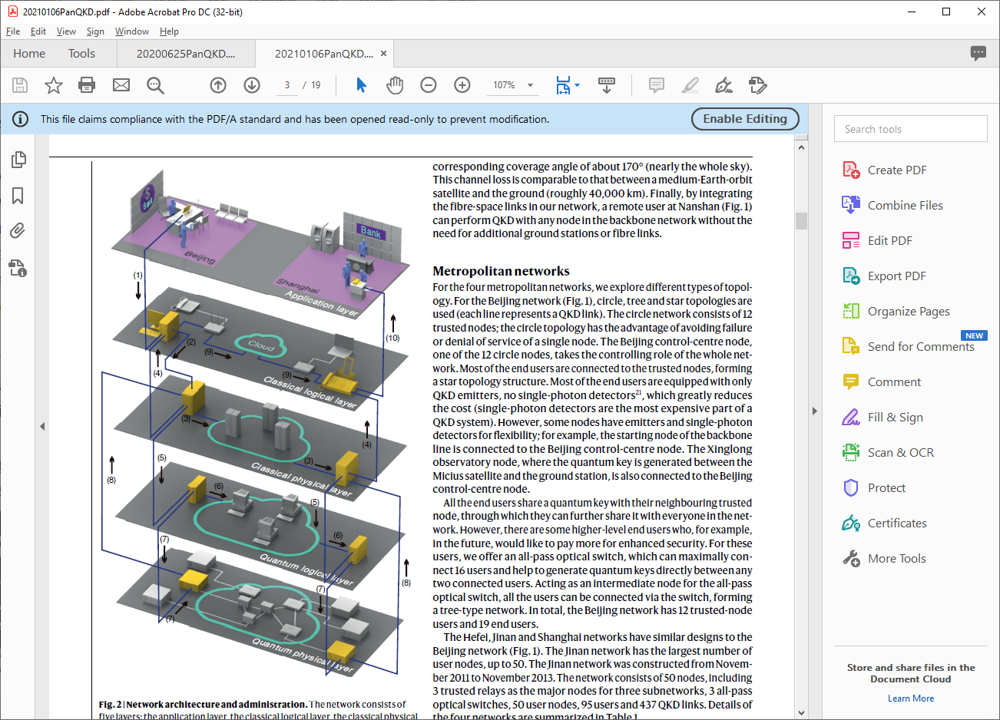 20210106PanQKD.pdf - Adobe Acrobat Pro DC (32-bit)
File Edit View Sign Window Help
Home Tools 20200625PanQKD.... 20210106PanQKD.... ×
3 / 19 107%
This file claims compliance with the PDF/A standard and has been opened read-only to prevent modification.
Enable Editing
$
Bank
Bank
Beijing
Shanghai
Application layer
(1)
(10)
Cloud
(2)
(9)
(9)
(4)
Classical logical layer
(3)
(3)
(4)
Classical physical layer
(5)
(8)
(6)
(5)
(6)
Quantum logical layer
(7)
(8)
(7)
(7)
Quantum physical layer
Fig. 2 | Network architecture and administration. The network consists of
five layers: the application layer, the classical logical layer, the classical physical
corresponding coverage angle of about 170° (nearly the whole sky).
This channel loss is comparable to that between a medium-Earth-orbit
satellite and the ground (roughly 40,000 km). Finally, by integrating
the fibre-space links in our network, a remote user at Nanshan (Fig. 1)
can perform QKD with any node in the backbone network without the
need for additional ground stations or fibre links.
Metropolitan networks
For the four metropolitan networks, we explore different types of topol-
ogy. For the Beijing network (Fig. 1), circle, tree and star topologies are
used (each line represents a QKD link). The circle network consists of 12
trusted nodes; the circle topology has the advantage of avoiding failure
or denial of service of a single node. The Beijing control-centre node,
one of the 12 circle nodes, takes the controlling role of the whole net-
work. Most of the end users are connected to the trusted nodes, forming
a star topology structure. Most of the end users are equipped with only
QKD emitters, no single-photon detectors21, which greatly reduces
the cost (single-photon detectors are the most expensive part of a
QKD system). However, some nodes have emitters and single-photon
detectors for flexibility; for example, the starting node of the backbone
line is connected to the Beijing control-centre node. The Xinglong
observatory node, where the quantum key is generated between the
Micius satellite and the ground station, is also connected to the Beijing
control-centre node.
All the end users share a quantum key with their neighbouring trusted
node, through which they can further share it with everyone in the net-
work. However, there are some higher-level end users who, for example,
in the future, would like to pay more for enhanced security. For these
users, we offer an all-pass optical switch, which can maximally con-
nect 16 users and help to generate quantum keys directly between any
two connected users. Acting as an intermediate node for the all-pass
optical switch, all the users can be connected via the switch, forming
a tree-type network. In total, the Beijing network has 12 trusted-node
users and 19 end users.
The Hefei, Jinan and Shanghai networks have similar designs to the
Beijing network (Fig. 1). The Jinan network has the largest number of
user nodes, up to 50. The Jinan network was constructed from Novem-
ber 2011 to November 2013. The network consists of 50 nodes, including
3 trusted relays as the major nodes for three subnetworks, 3 all-pass
optical switches, 50 user nodes, 95 users and 437 QKD links. Details of
the four networks are summarized in Table 1.
Search tools
Create PDF
Combine Files
Edit PDF
Export PDF
Organize Pages
NEW
Send for Comments
Comment
Fill & Sign
Scan & OCR
Protect
Certificates
More Tools
Store and share files in the
Document Cloud
Learn More